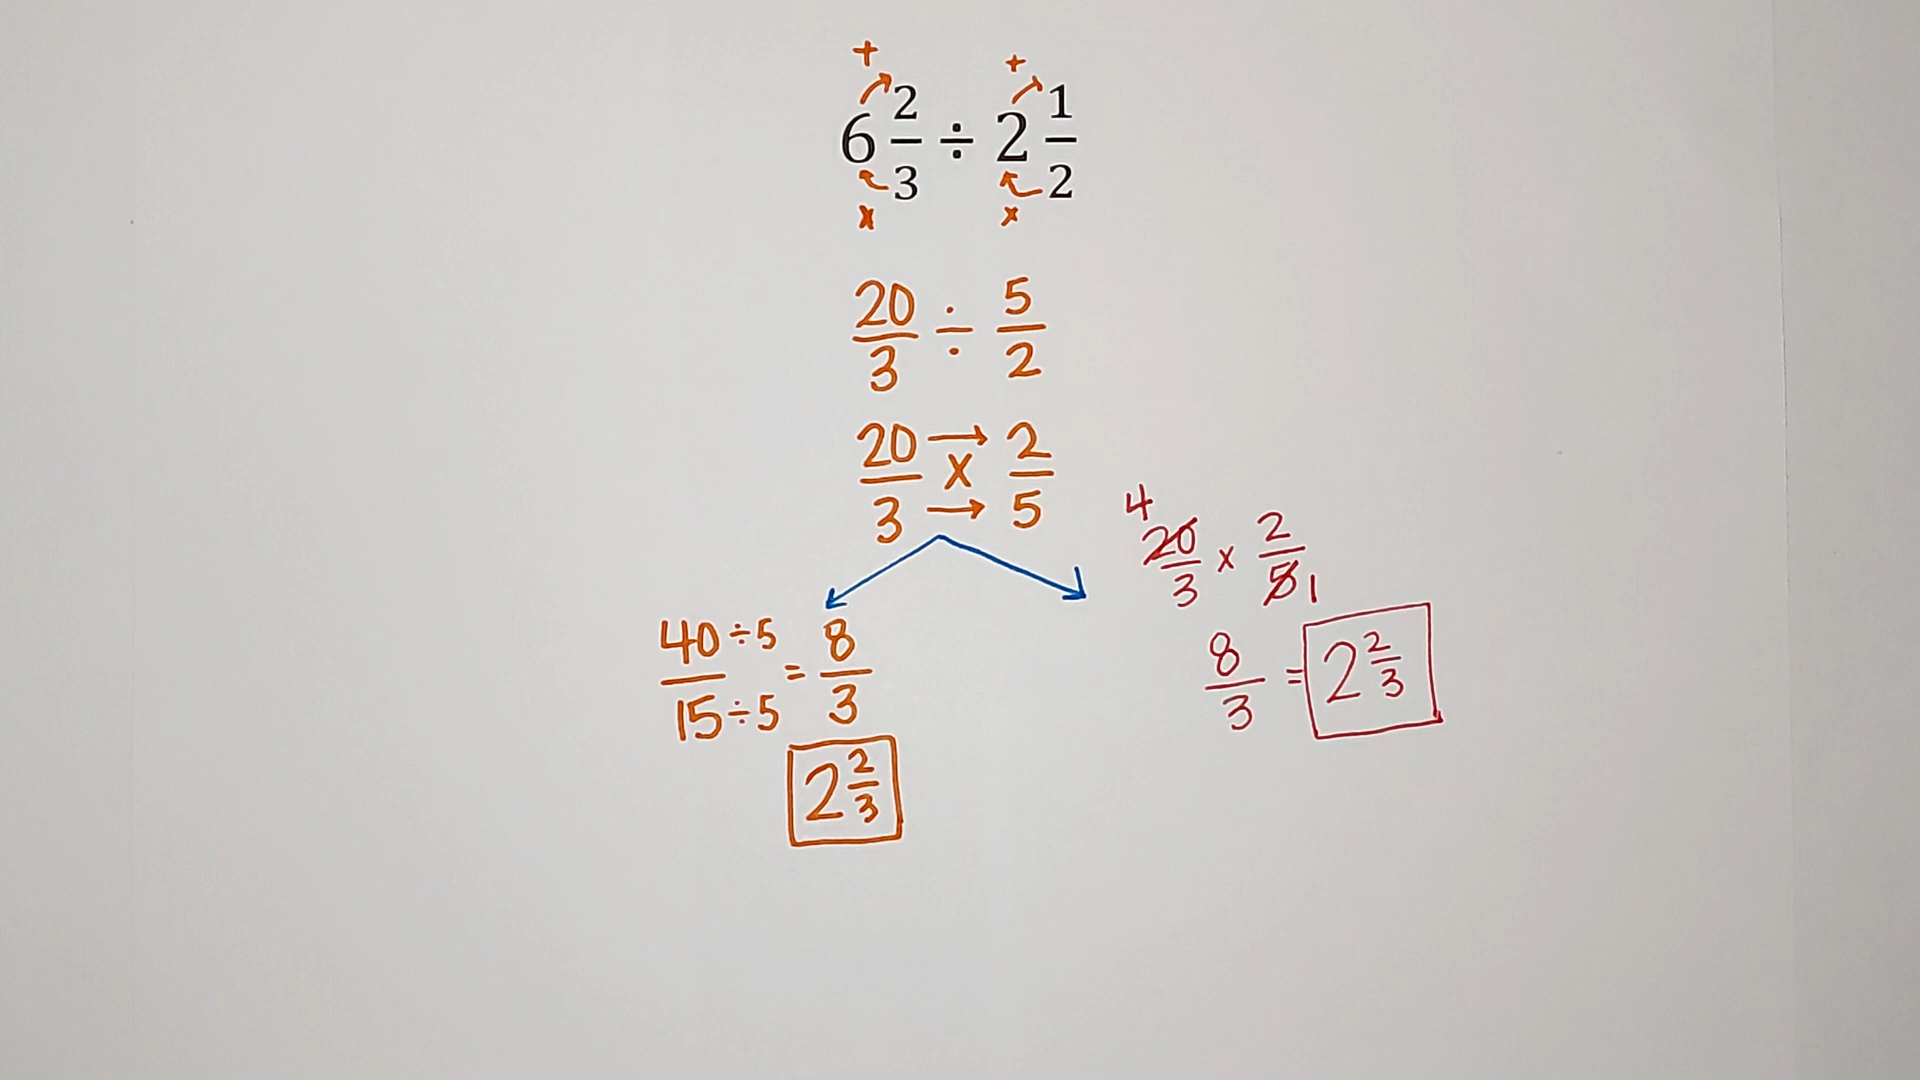 + +
6 2/3 ÷ 2 1/2
x x
20/3 ÷ 5/2
20/3 → x → 2/5
40÷5/15÷5 = 8/3
2 2/3
4
20/3 x 2/5 1
8/3 = 2 2/3